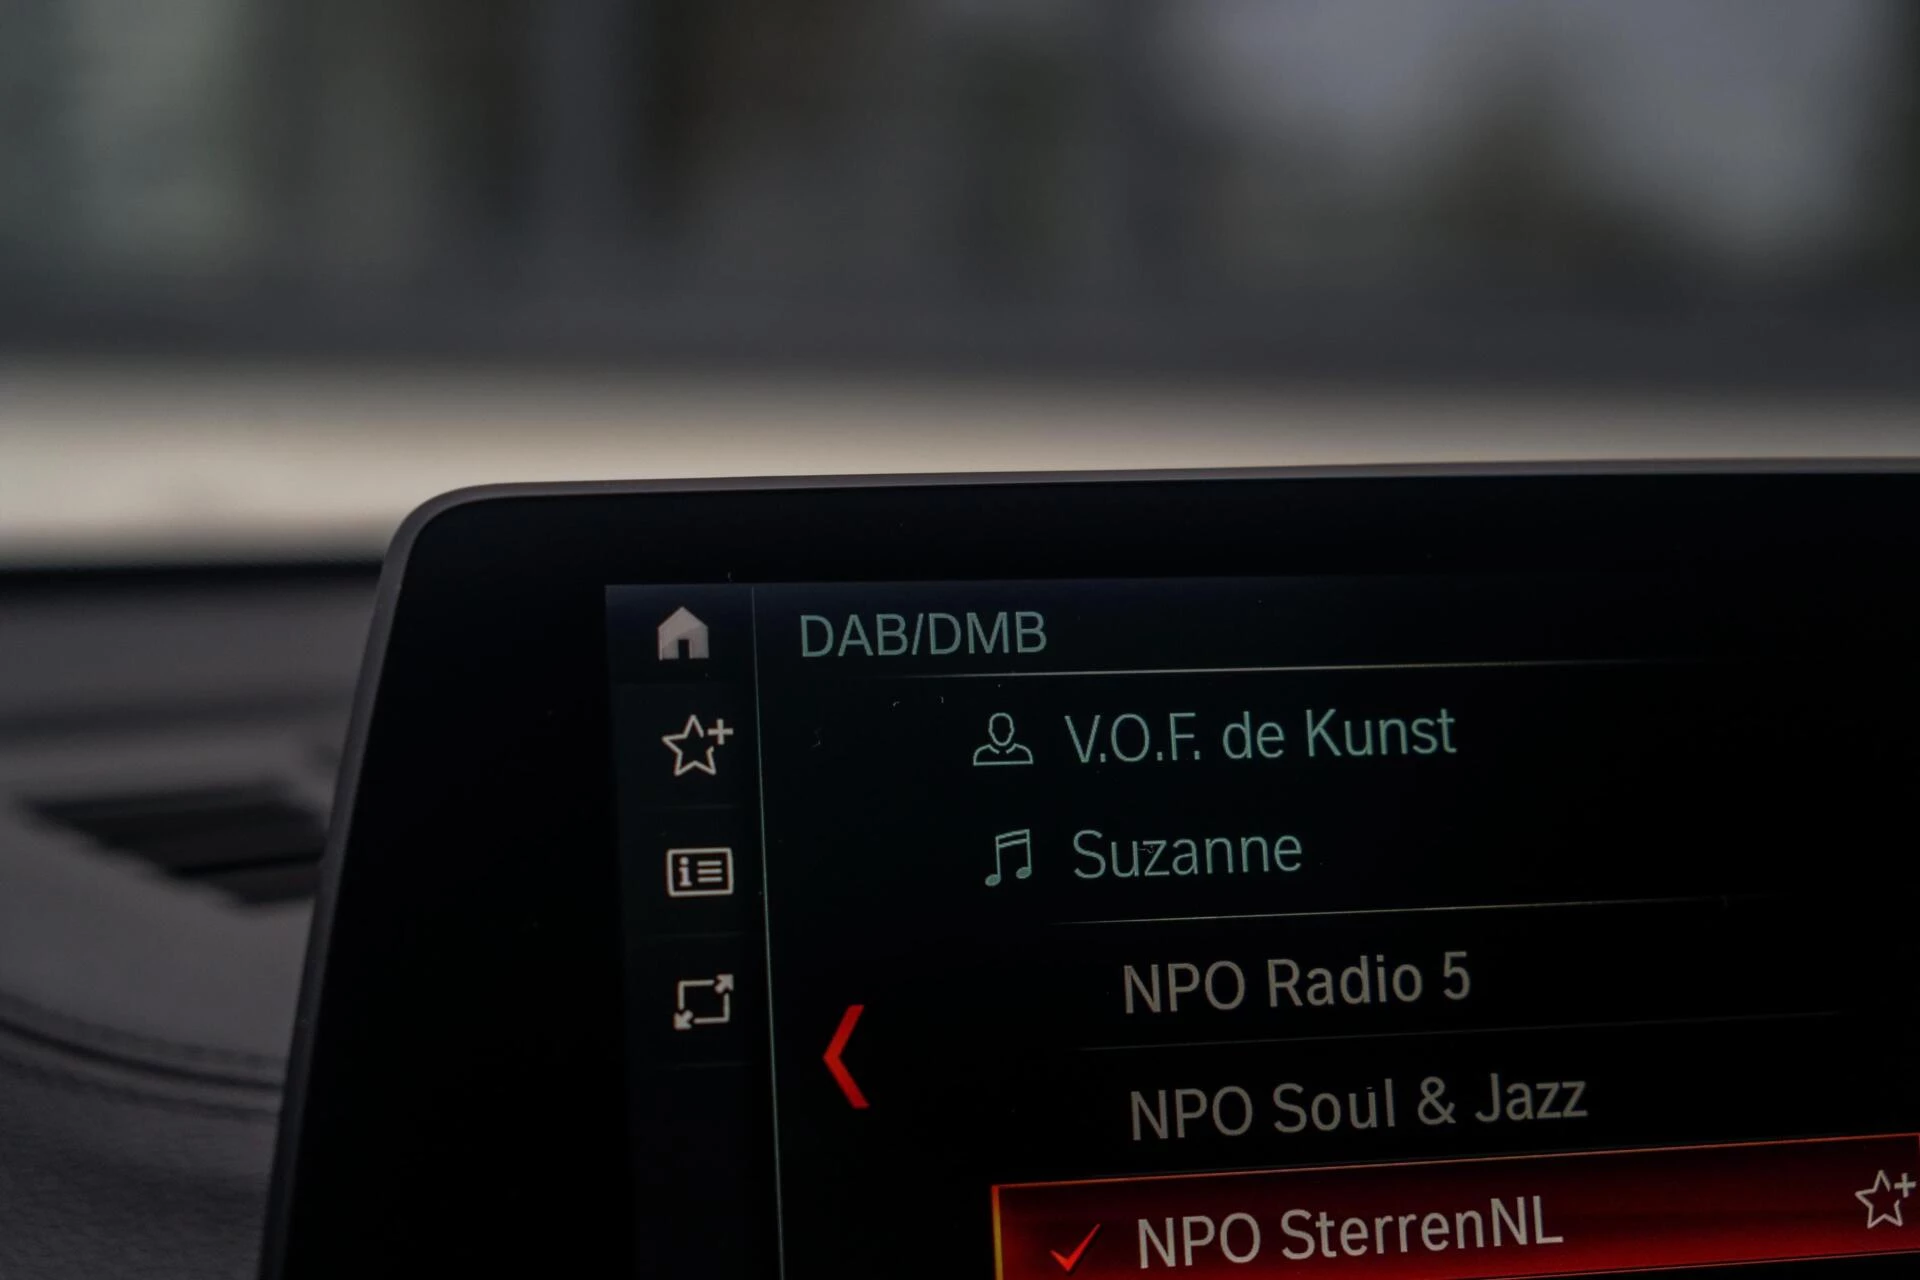 DAB/DMB
V.O.F. de Kunst
Suzanne
NPO Radio 5
NPO Soul & Jazz
NPO SterrenNL